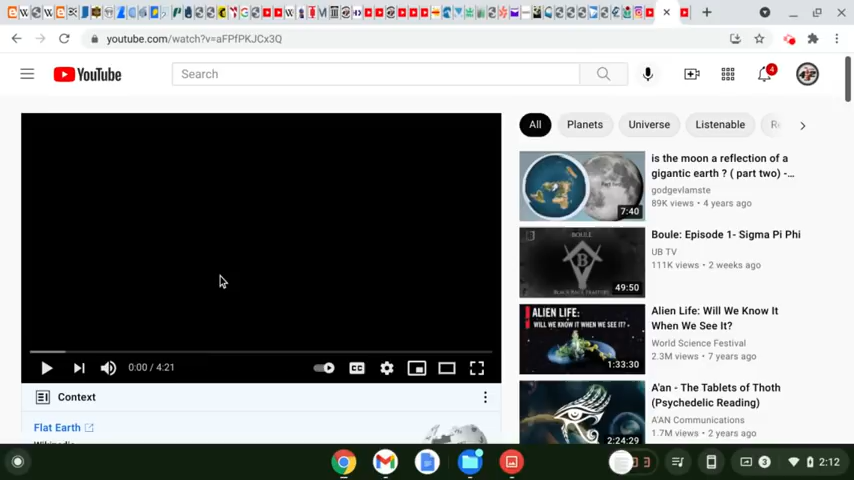 youtube.com/watch?v=aFPfPKJCx3Q
YouTube
Search
4
All
Planets
Universe
Listenable
is the moon a reflection of a
gigantic earth ? ( part two) -...
godgevlamste
89K views • 4 years ago
7:40
Boule: Episode 1- Sigma Pi Phi
UB TV
111K views • 2 weeks ago
BOULE
B
49:50
Alien Life: Will We Know It
When We See It?
World Science Festival
2.3M views • 7 years ago
ALIEN LIFE:
WILL WE KNOW IT WHEN WE SEE IT?
1:33:30
A'an - The Tablets of Thoth
(Psychedelic Reading)
A'AN Communications
1.7M views • 2 years ago
2:24:29
0:00 / 4:21
CC
Context
Flat Earth
Wikipedia
3
2:12